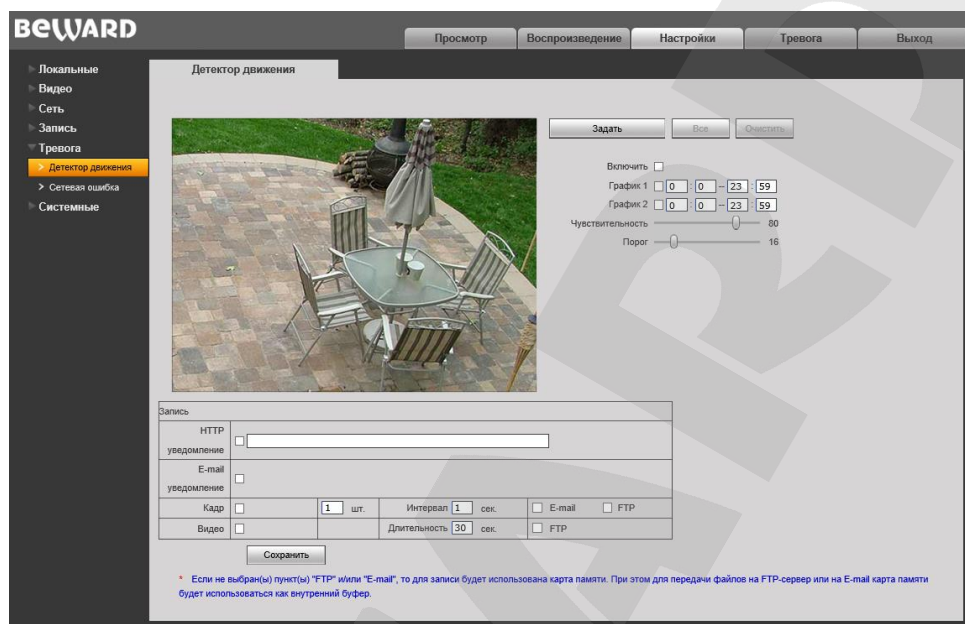 BEWARD
Просмотр Воспроизведение Настройки Тревога Выход
Локальные
Видео
Сеть
Запись
Тревога
> Детектор движения
> Сетевая ошибка
Системные
Детектор движения
Задать Все Очистить
Включить
График 1 0 : 0 -- 23 : 59
График 2 0 : 0 -- 23 : 59
Чувствительность 80
Порог 16
Запись
HTTP
уведомление
E-mail
уведомление
Кадр 1 шт. Интервал 1 сек. E-mail FTP
Видео Длительность 30 сек. FTP
Сохранить
* Если не выбран(ы) пункт(ы) "FTP" и/или "E-mail", то для записи будет использована карта памяти. При этом для передачи файлов на FTP-сервер или на E-mail карта памяти
будет использоваться как внутренний буфер.